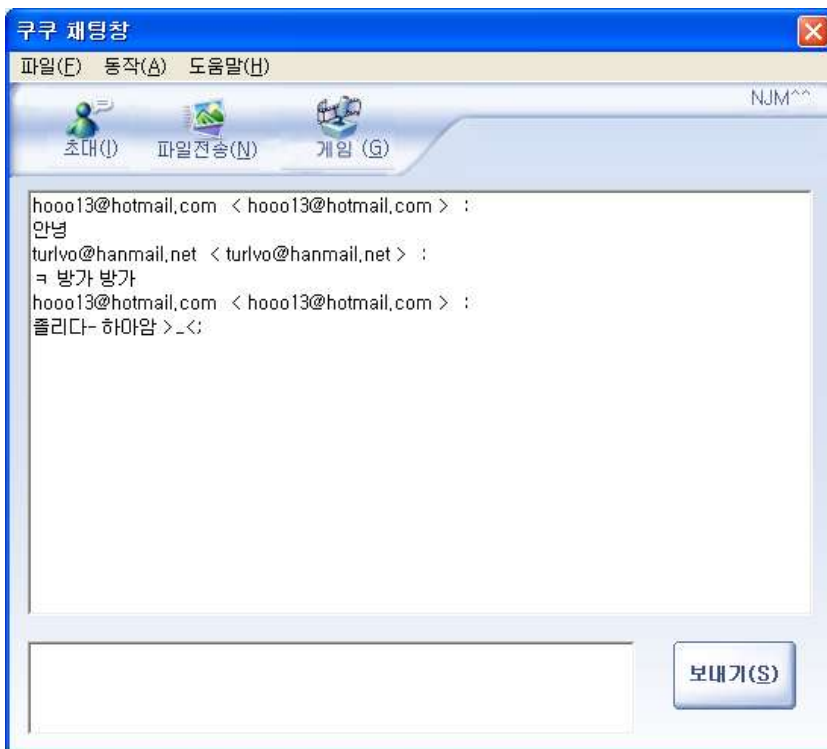 쿠쿠 채팅창
파일(F) 동작(A) 도움말(H)
NJM^^
초대(I) 파일전송(N) 게임 (G)
hooo13@hotmail.com < hooo13@hotmail.com > :
안녕
turlvo@hanmail.net < turlvo@hanmail.net > :
ㅋ 방가 방가
hooo13@hotmail.com < hooo13@hotmail.com > :
졸리다- 하아암 >_<;
보내기(S)